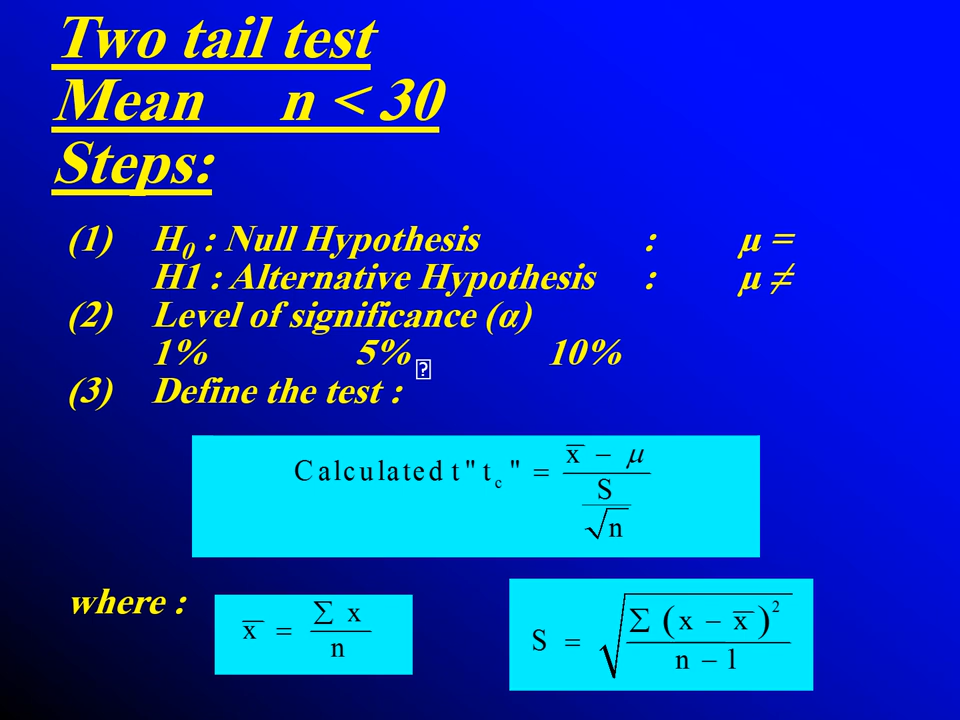 Two tail test
Mean n < 30
Steps:
(1) H₀ : Null Hypothesis : μ =
H1 : Alternative Hypothesis : μ ≠
(2) Level of significance (α)
1% 5% 10%
(3) Define the test :
Calculated t "t_c" = (x̄ − μ) / (S / √n)
where :
x̄ = ∑ x / n
S = √(∑ (x − x̄)² / (n − 1))